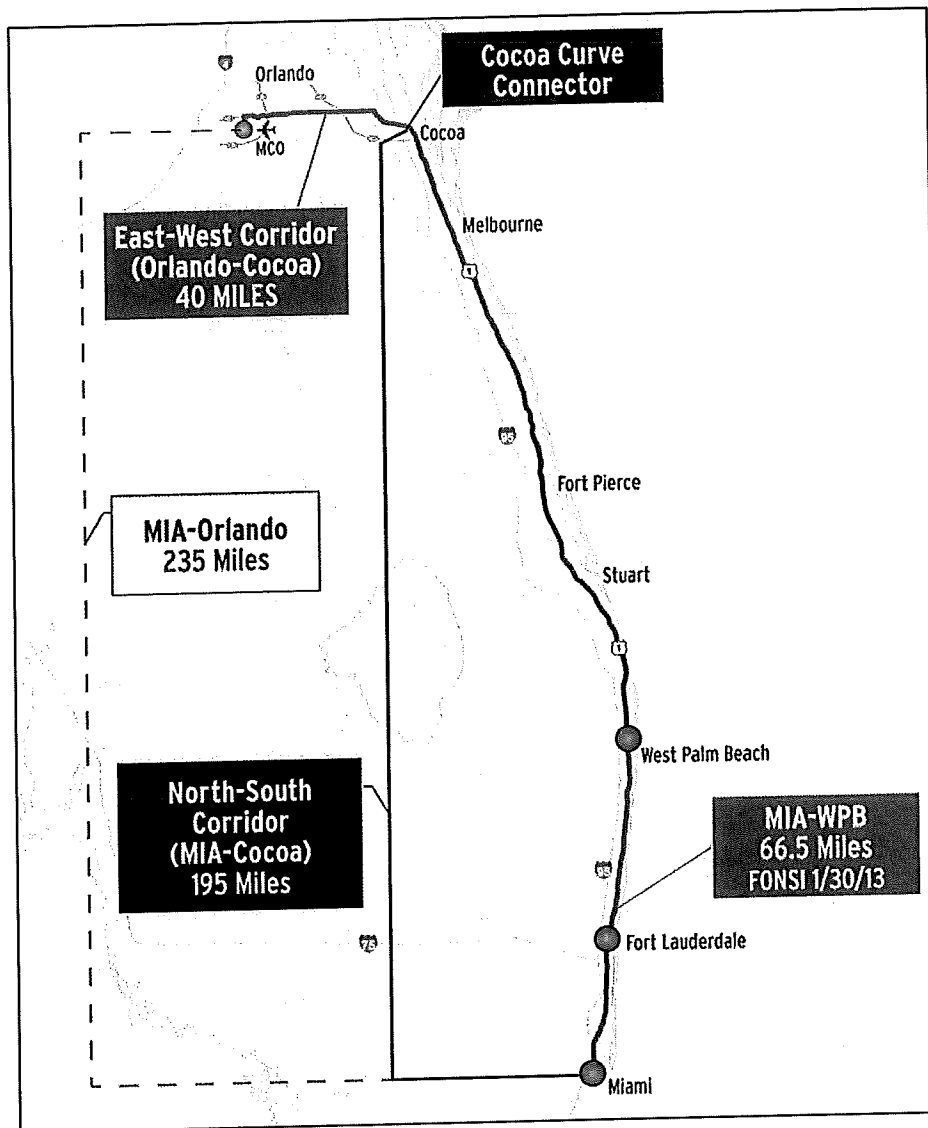 Cocoa Curve
Connector
4
Orlando
MCO
Cocoa
East-West Corridor
(Orlando-Cocoa)
40 MILES
Melbourne
1
95
Fort Pierce
MIA-Orlando
235 Miles
Stuart
1
West Palm Beach
North-South
Corridor
(MIA-Cocoa)
195 Miles
MIA-WPB
66.5 Miles
FONSI 1/30/13
75
Fort Lauderdale
Miami